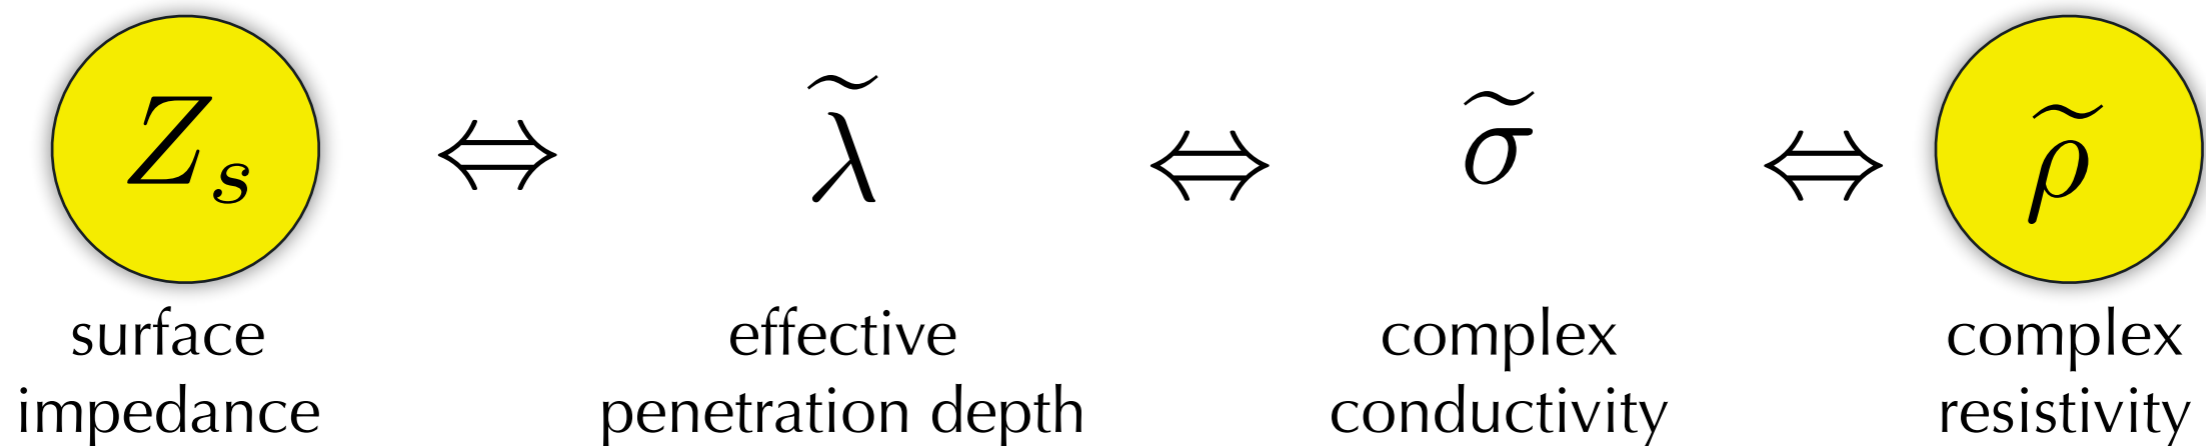 Z_s ⇔ λ̃ ⇔ σ̃ ⇔ ρ̃
surface effective complex complex
impedance penetration depth conductivity resistivity